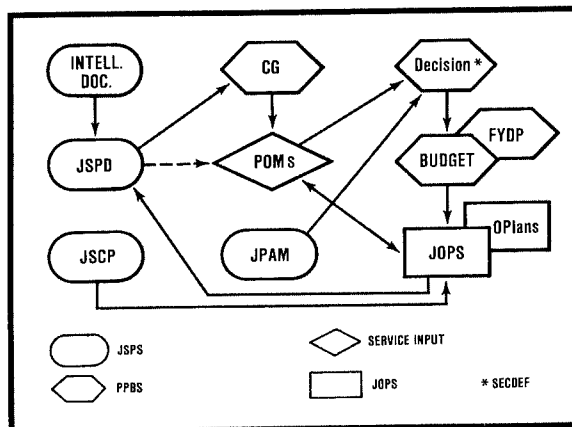 INTELL.
DOC.
CG
Decision *
FYDP
JSPD
POMs
BUDGET
OPlans
JSCP
JPAM
JOPS
JSPS
SERVICE INPUT
PPBS
JOPS
* SECDEF